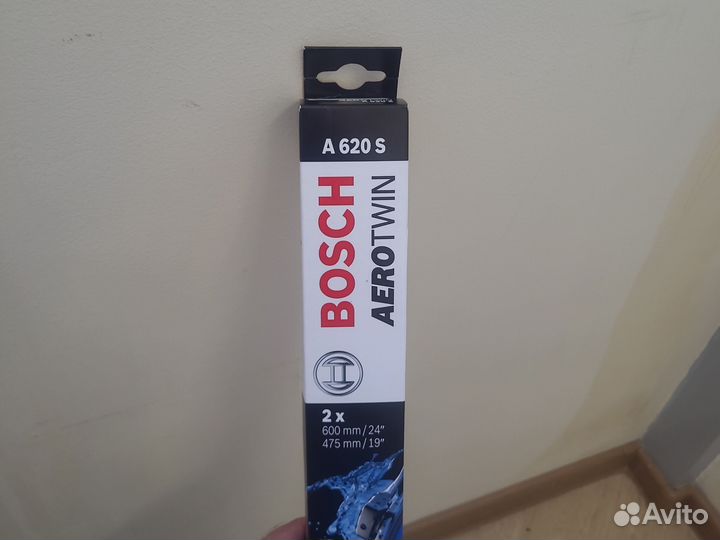 A 620 S
BOSCH
AEROTWIN
2 x
600 mm / 24"
475 mm / 19"
Avito